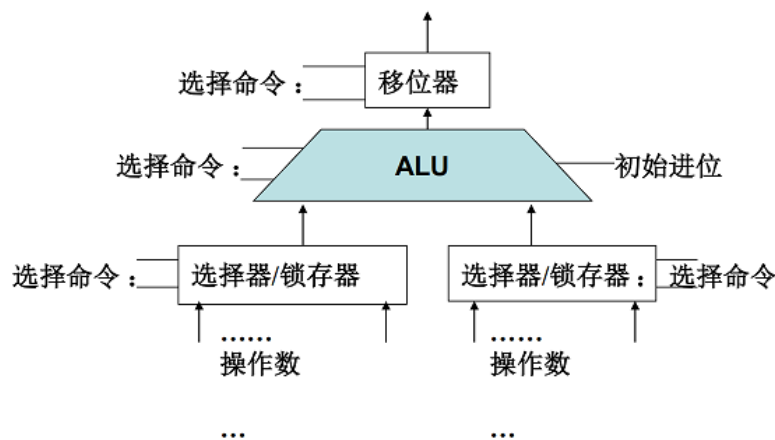 选择命令：
移位器
选择命令：
ALU
初始进位
选择命令：
选择器/锁存器
选择器/锁存器：
选择命令
……
……
操作数
操作数
…
…